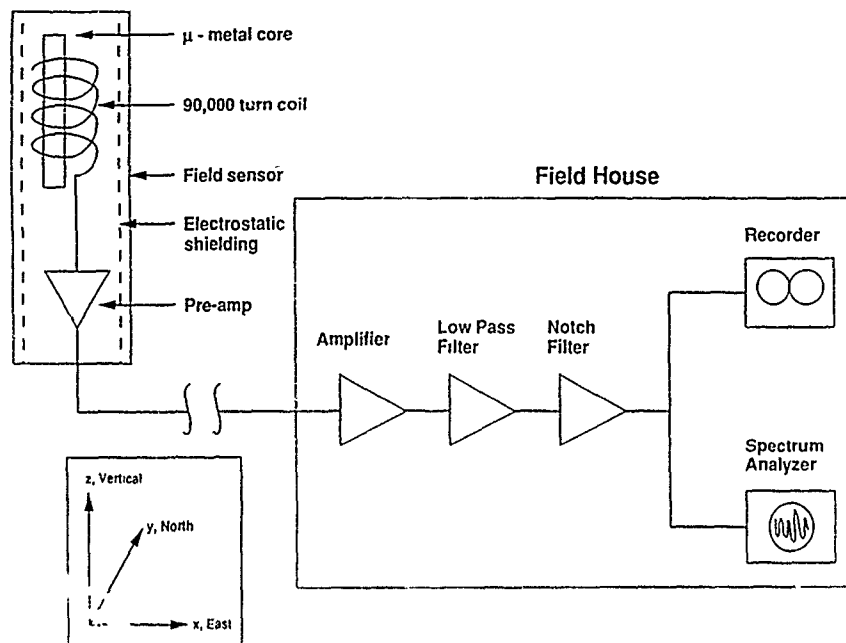 μ - metal core
90,000 turn coil
Field sensor
Electrostatic
shielding
Pre-amp
Field House
Recorder
Amplifier
Low Pass
Filter
Notch
Filter
Spectrum
Analyzer
z, Vertical
y, North
x, East